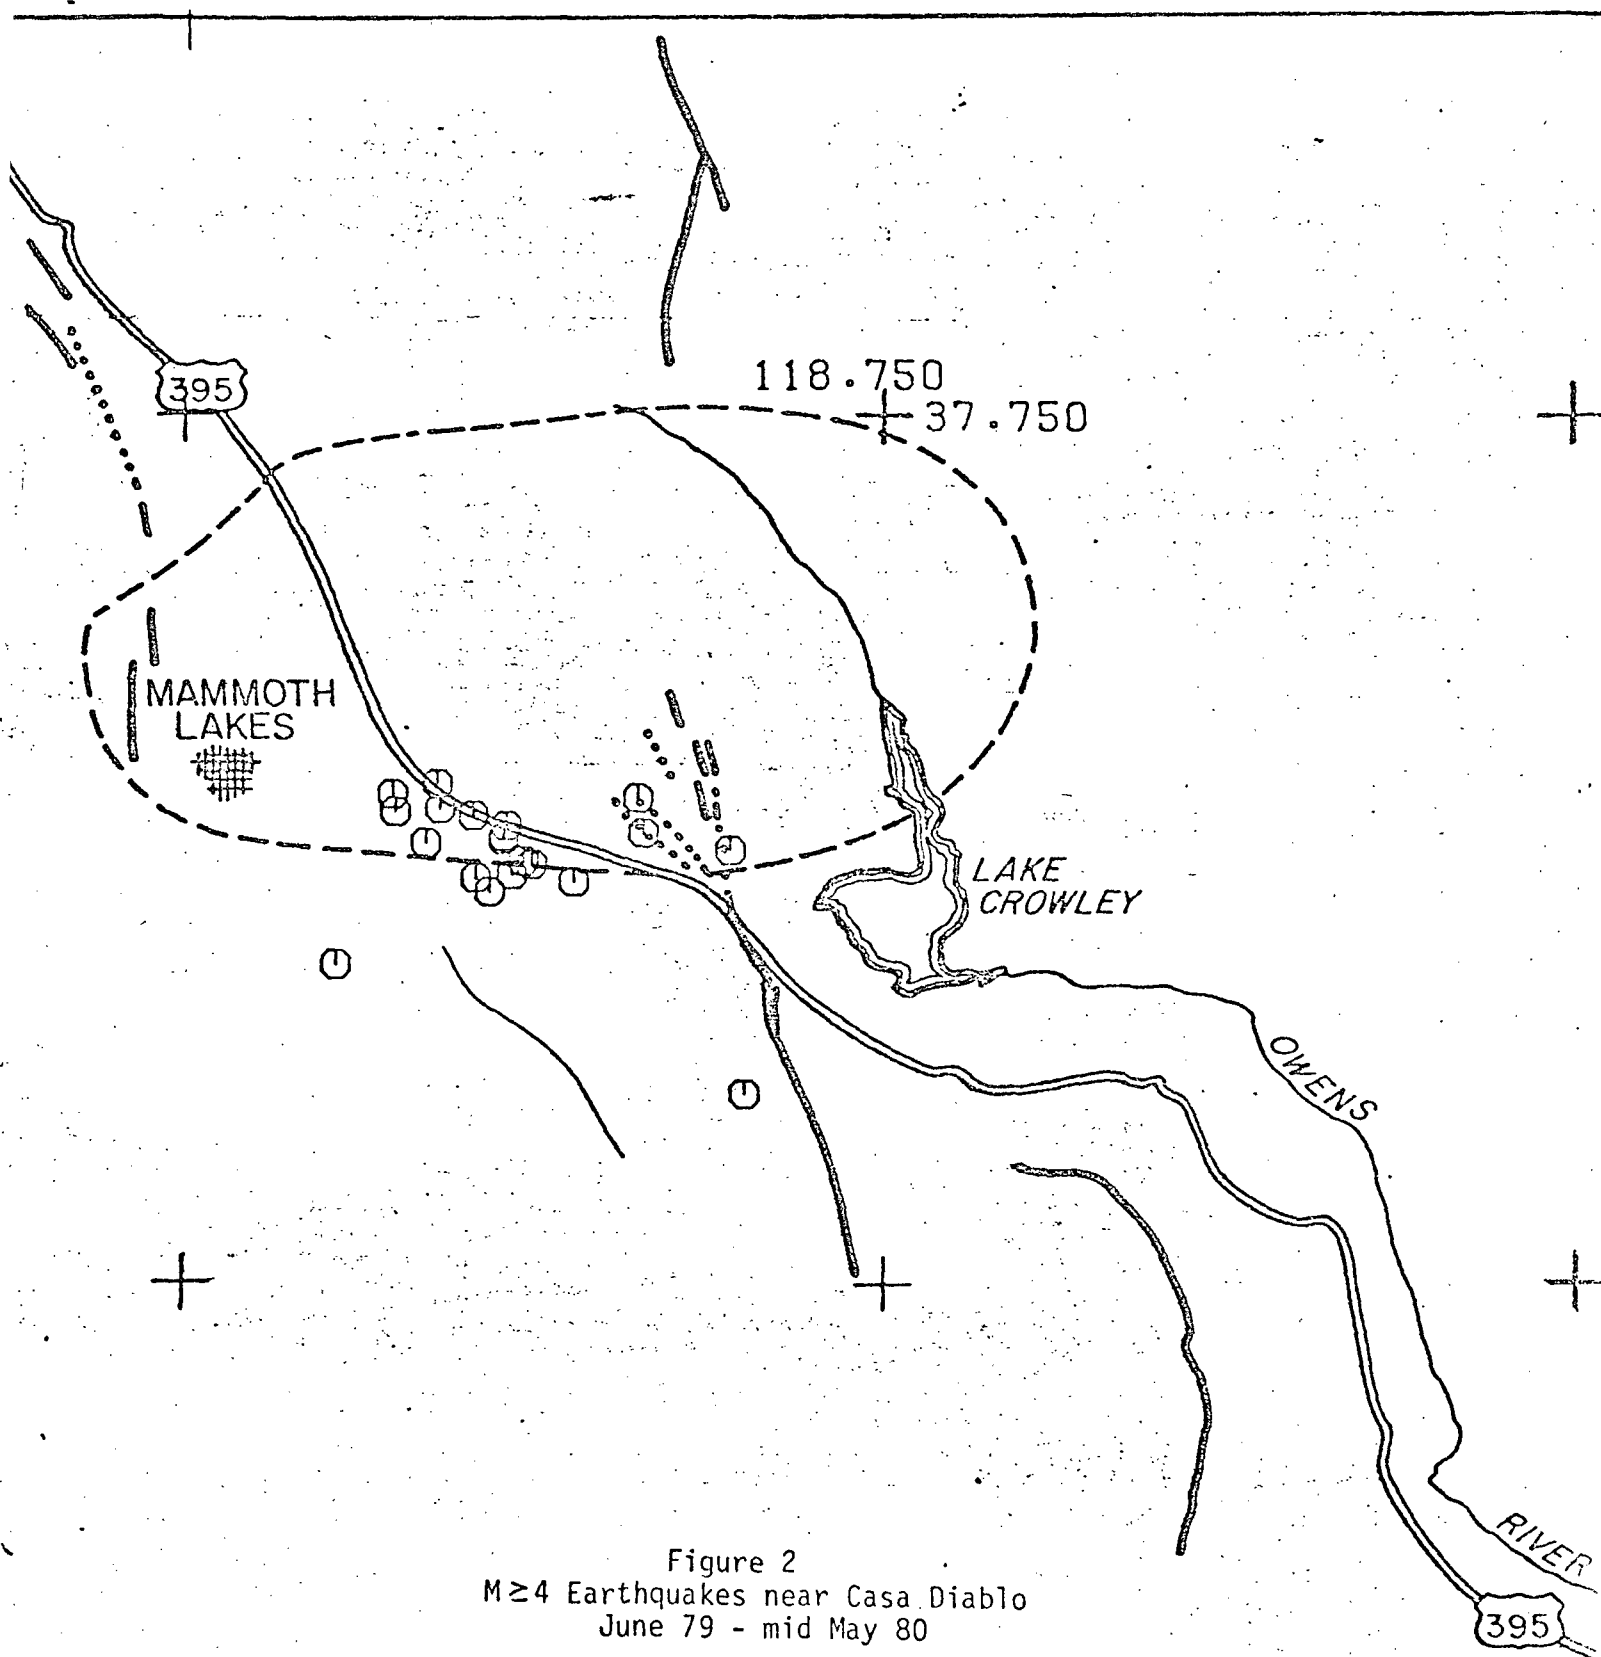 395
118.750
37.750
MAMMOTH
LAKES
LAKE
CROWLEY
OWENS
RIVER
395
Figure 2
M≥4 Earthquakes near Casa Diablo
June 79 - mid May 80